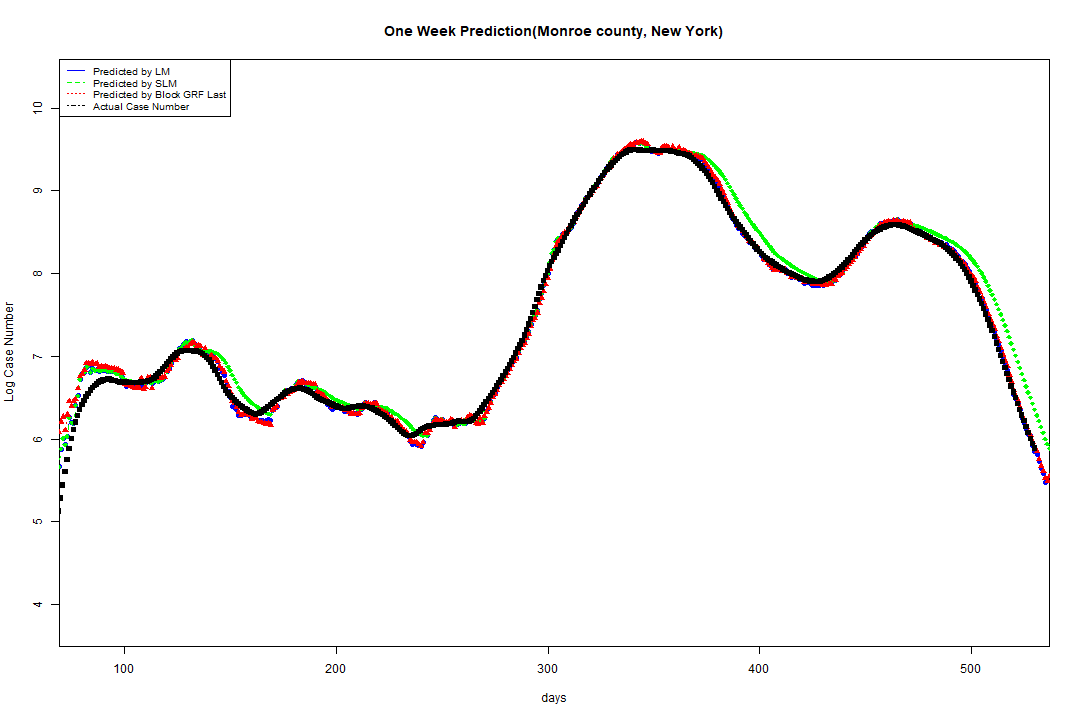 One Week Prediction(Monroe county, New York)
Predicted by LM
Predicted by SLM
Predicted by Block GRF Last
Actual Case Number
Log Case Number
10
9
8
7
6
5
4
100 200 300 400 500
days